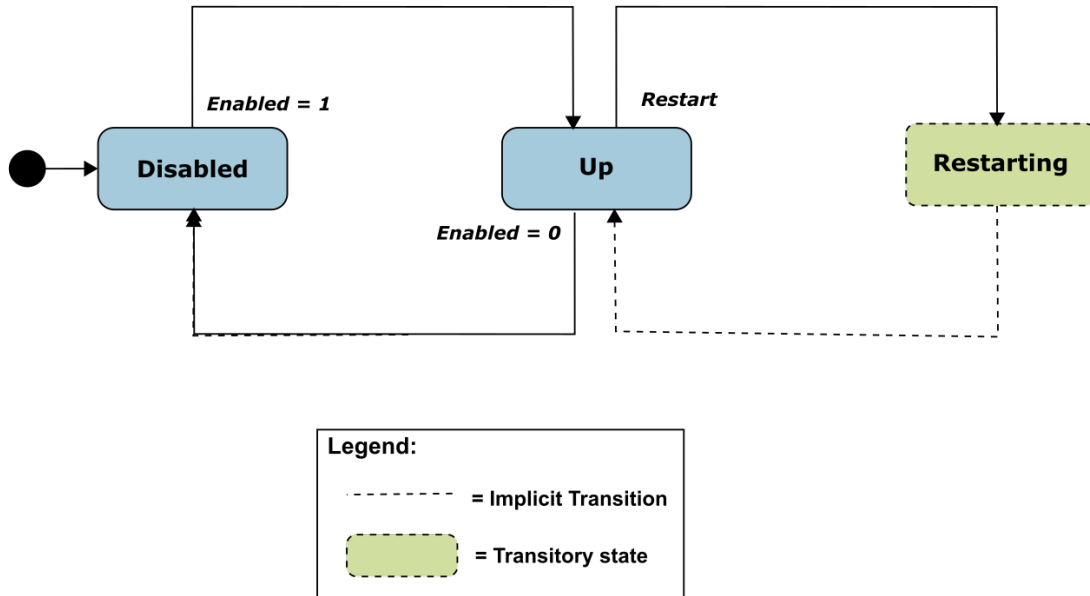 Enabled = 1
Restart
Disabled
Up
Restarting
Enabled = 0
Legend:
= Implicit Transition
= Transitory state